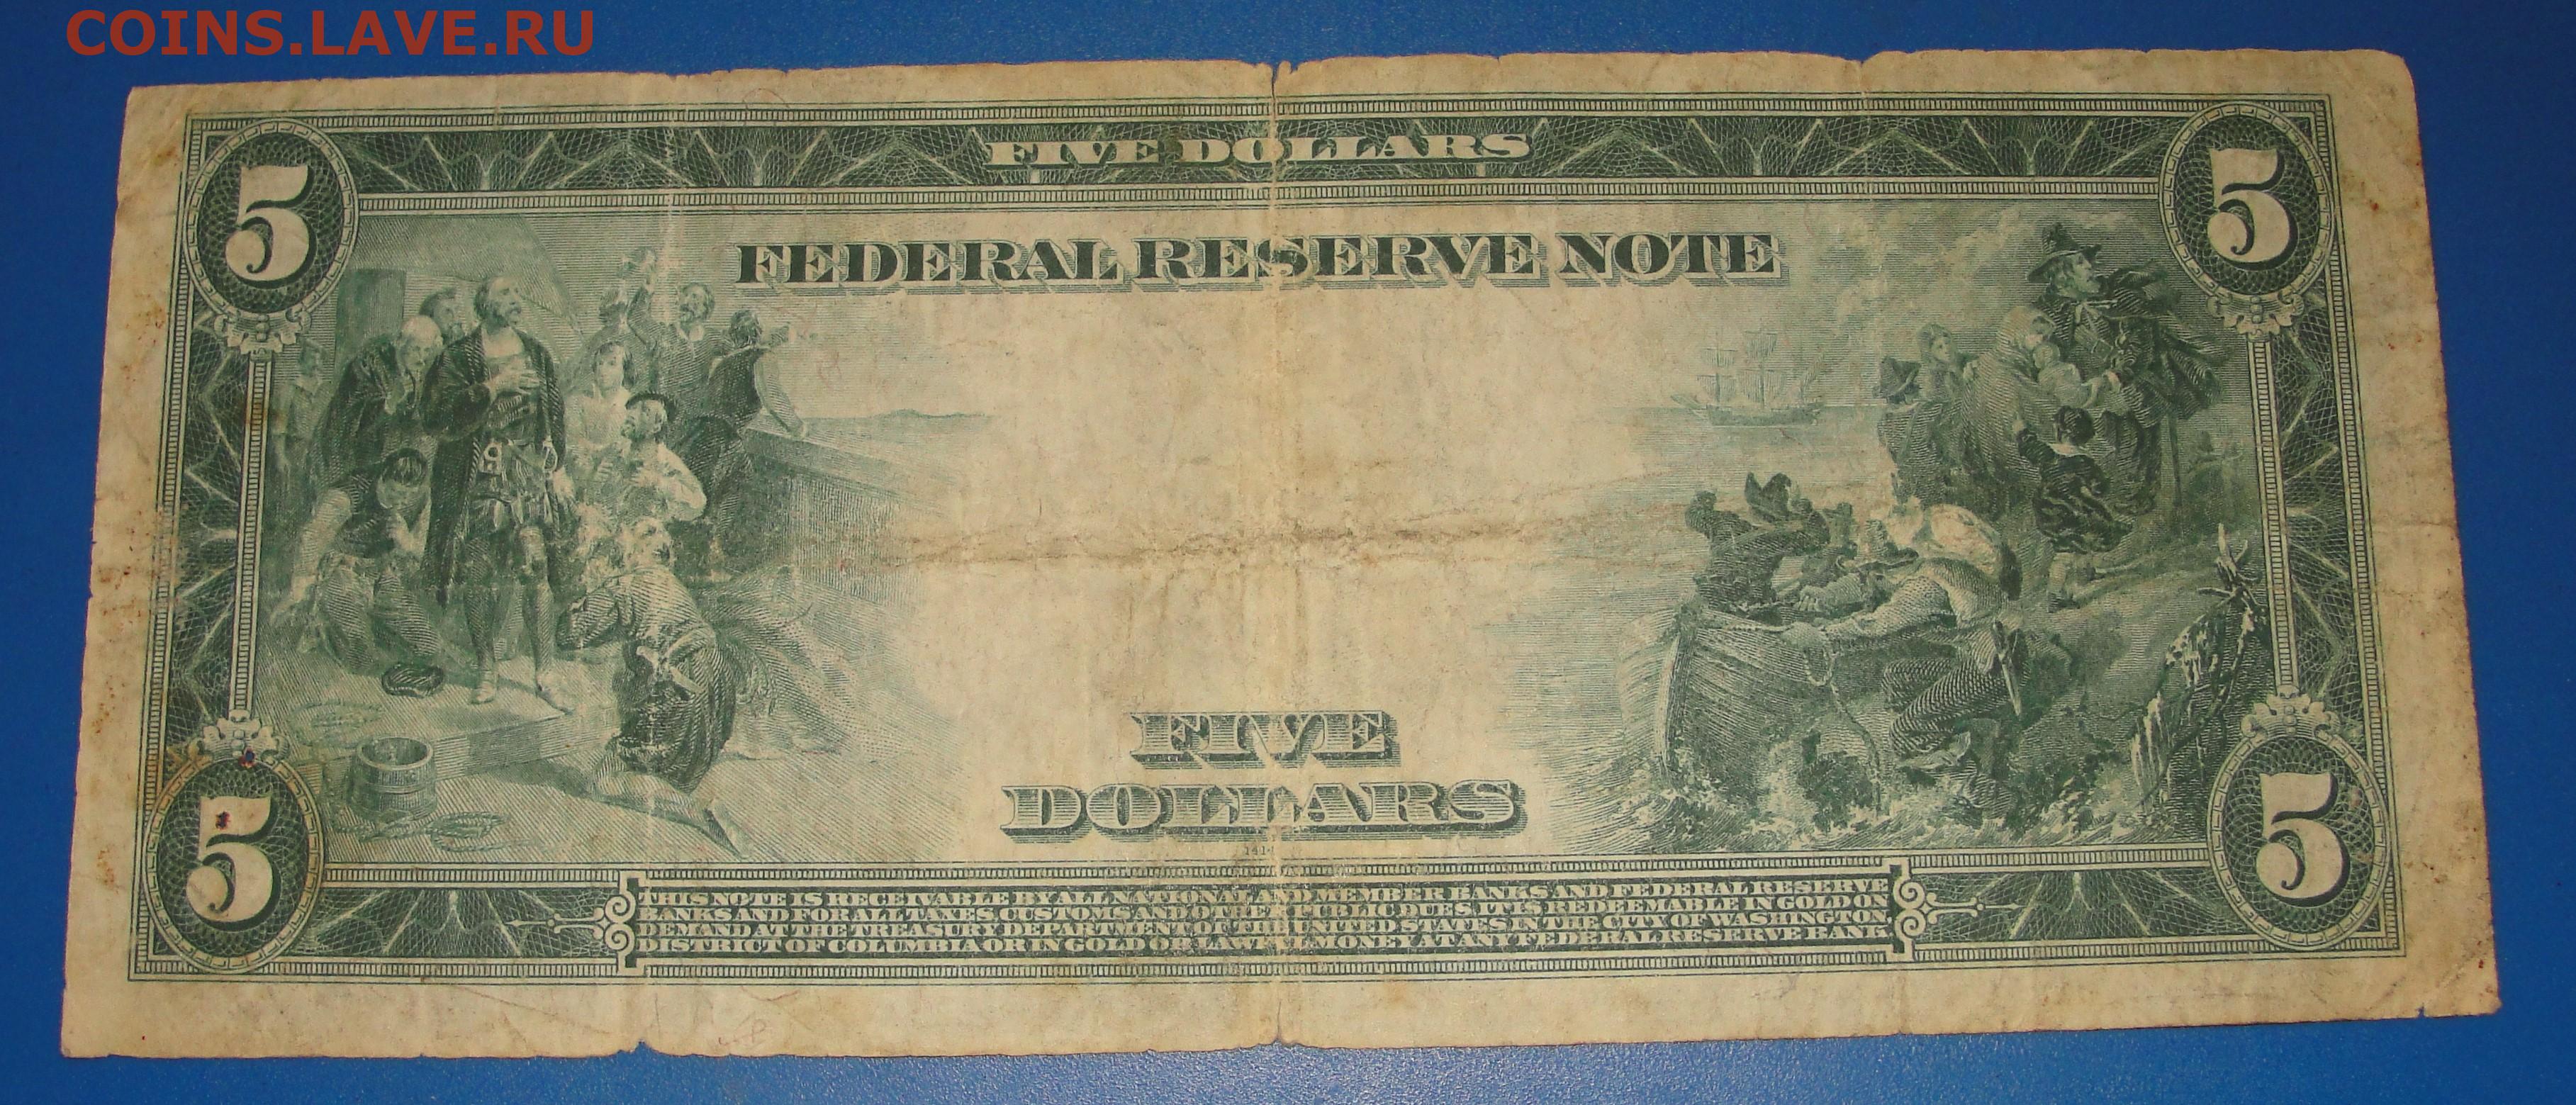 COINS.LAVE.RU
FIVE DOLLARS
5
5
FEDERAL RESERVE NOTE
FIVE
DOLLARS
5
5
THIS NOTE IS RECEIVABLE BY ALL NATIONAL AND MEMBER BANKS AND FEDERAL RESERVE
BANKS AND FOR ALL TAXES, CUSTOMS AND OTHER PUBLIC DUES. IT IS REDEEMABLE IN GOLD ON
DEMAND AT THE TREASURY DEPARTMENT OF THE UNITED STATES IN THE CITY OF WASHINGTON,
DISTRICT OF COLUMBIA OR IN GOLD OR LAWFUL MONEY AT ANY FEDERAL RESERVE BANK.